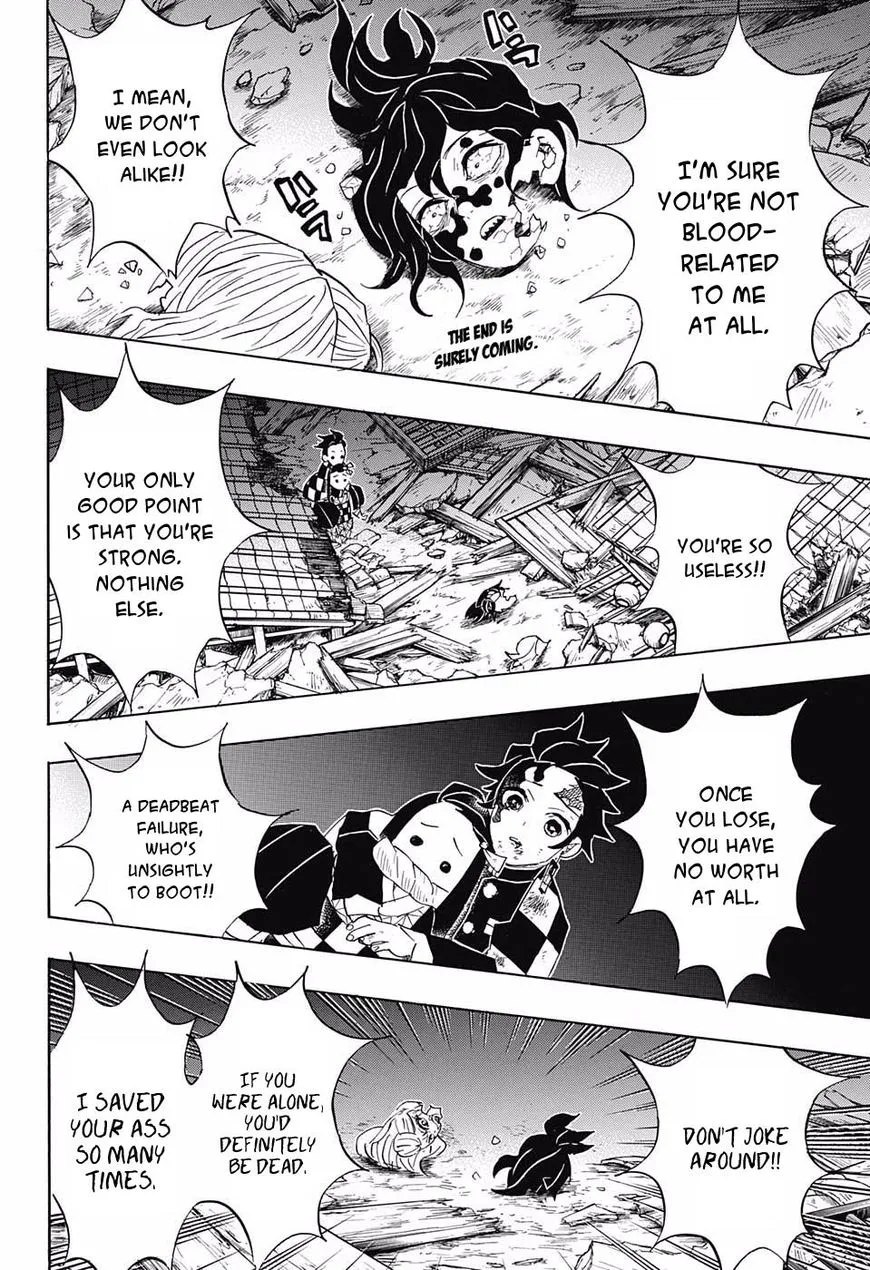 I'M SURE
YOU'RE NOT
BLOOD-
RELATED
TO ME
AT ALL.
I MEAN,
WE DON'T
EVEN LOOK
ALIKE!!
THE END IS
SURELY COMING.
YOU'RE SO
USELESS!!
YOUR ONLY
GOOD POINT
IS THAT YOU'RE
STRONG.
NOTHING
ELSE.
ONCE
YOU LOSE,
YOU HAVE
NO WORTH
AT ALL.
A DEADBEAT
FAILURE,
WHO'S
UNSIGHTLY
TO BOOT!!
DON'T JOKE
AROUND!!
IF YOU
WERE ALONE,
YOU'D
DEFINITELY
BE DEAD.
I SAVED
YOUR ASS
SO MANY
TIMES.